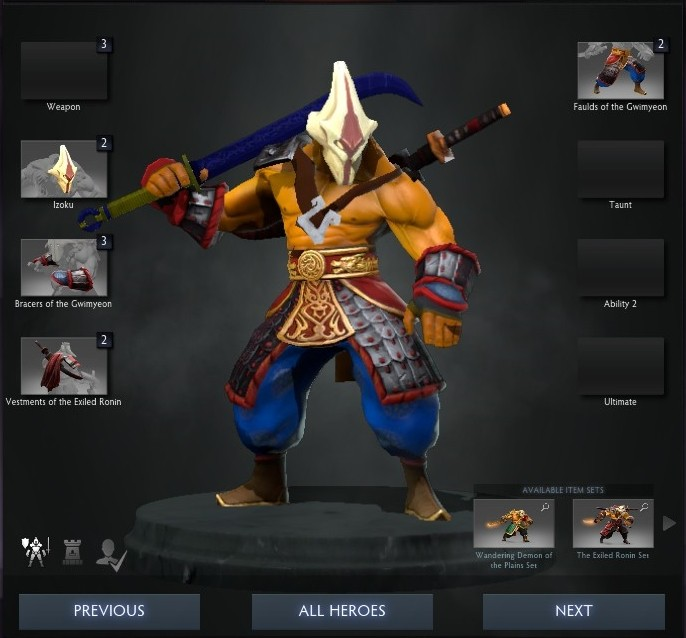 3
Weapon
2
Izoku
3
Bracers of the Gwimyeon
2
Vestments of the Exiled Ronin
2
Faulds of the Gwimyeon
Taunt
Ability 2
Ultimate
AVAILABLE ITEM SETS
Wandering Demon of
the Plains Set
The Exiled Ronin Set
PREVIOUS
ALL HEROES
NEXT